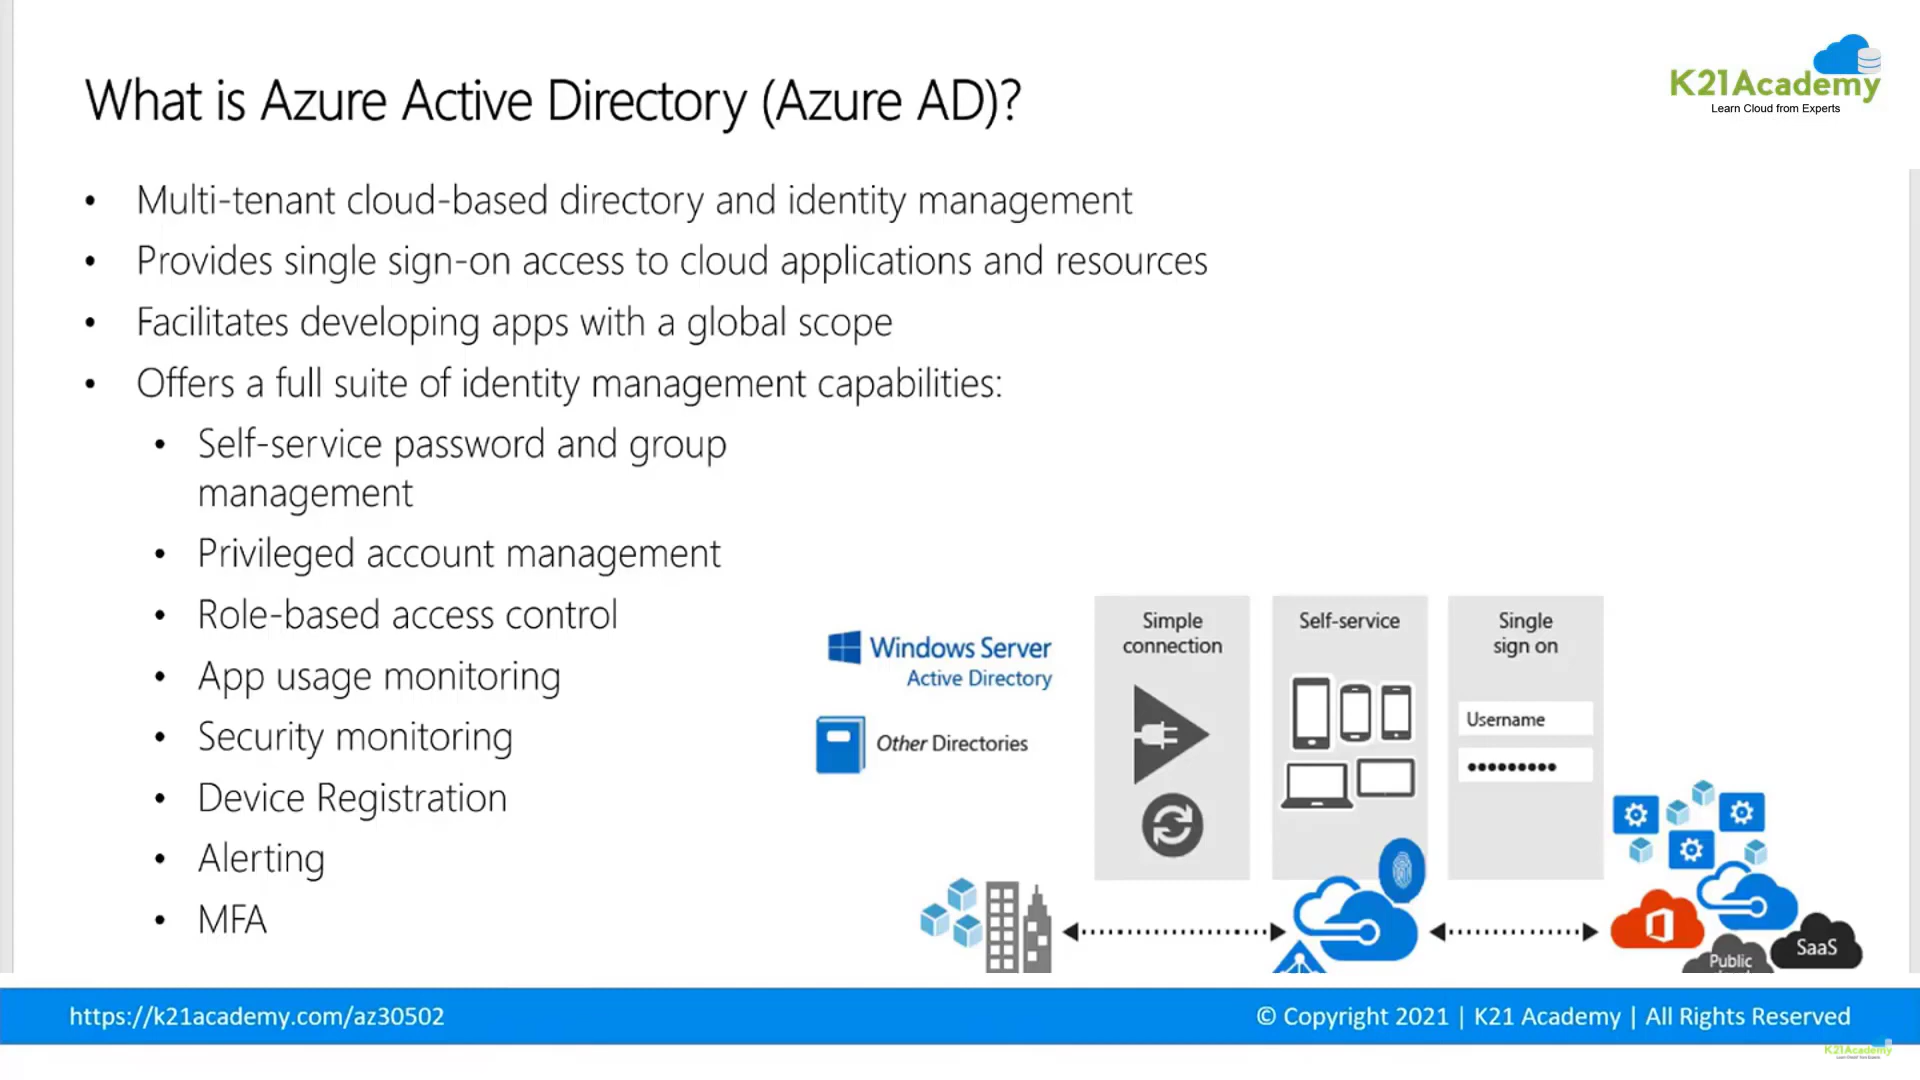 K21Academy
Learn Cloud from Experts
What is Azure Active Directory (Azure AD)?
• Multi-tenant cloud-based directory and identity management
• Provides single sign-on access to cloud applications and resources
• Facilitates developing apps with a global scope
• Offers a full suite of identity management capabilities:
• Self-service password and group
management
• Privileged account management
• Role-based access control
• App usage monitoring
• Security monitoring
• Device Registration
• Alerting
• MFA
Windows Server
Active Directory
Other Directories
Simple
connection
Self-service
Single
sign on
Username
SaaS
Public
https://k21academy.com/az30502
© Copyright 2021 | K21 Academy | All Rights Reserved
K21Academy